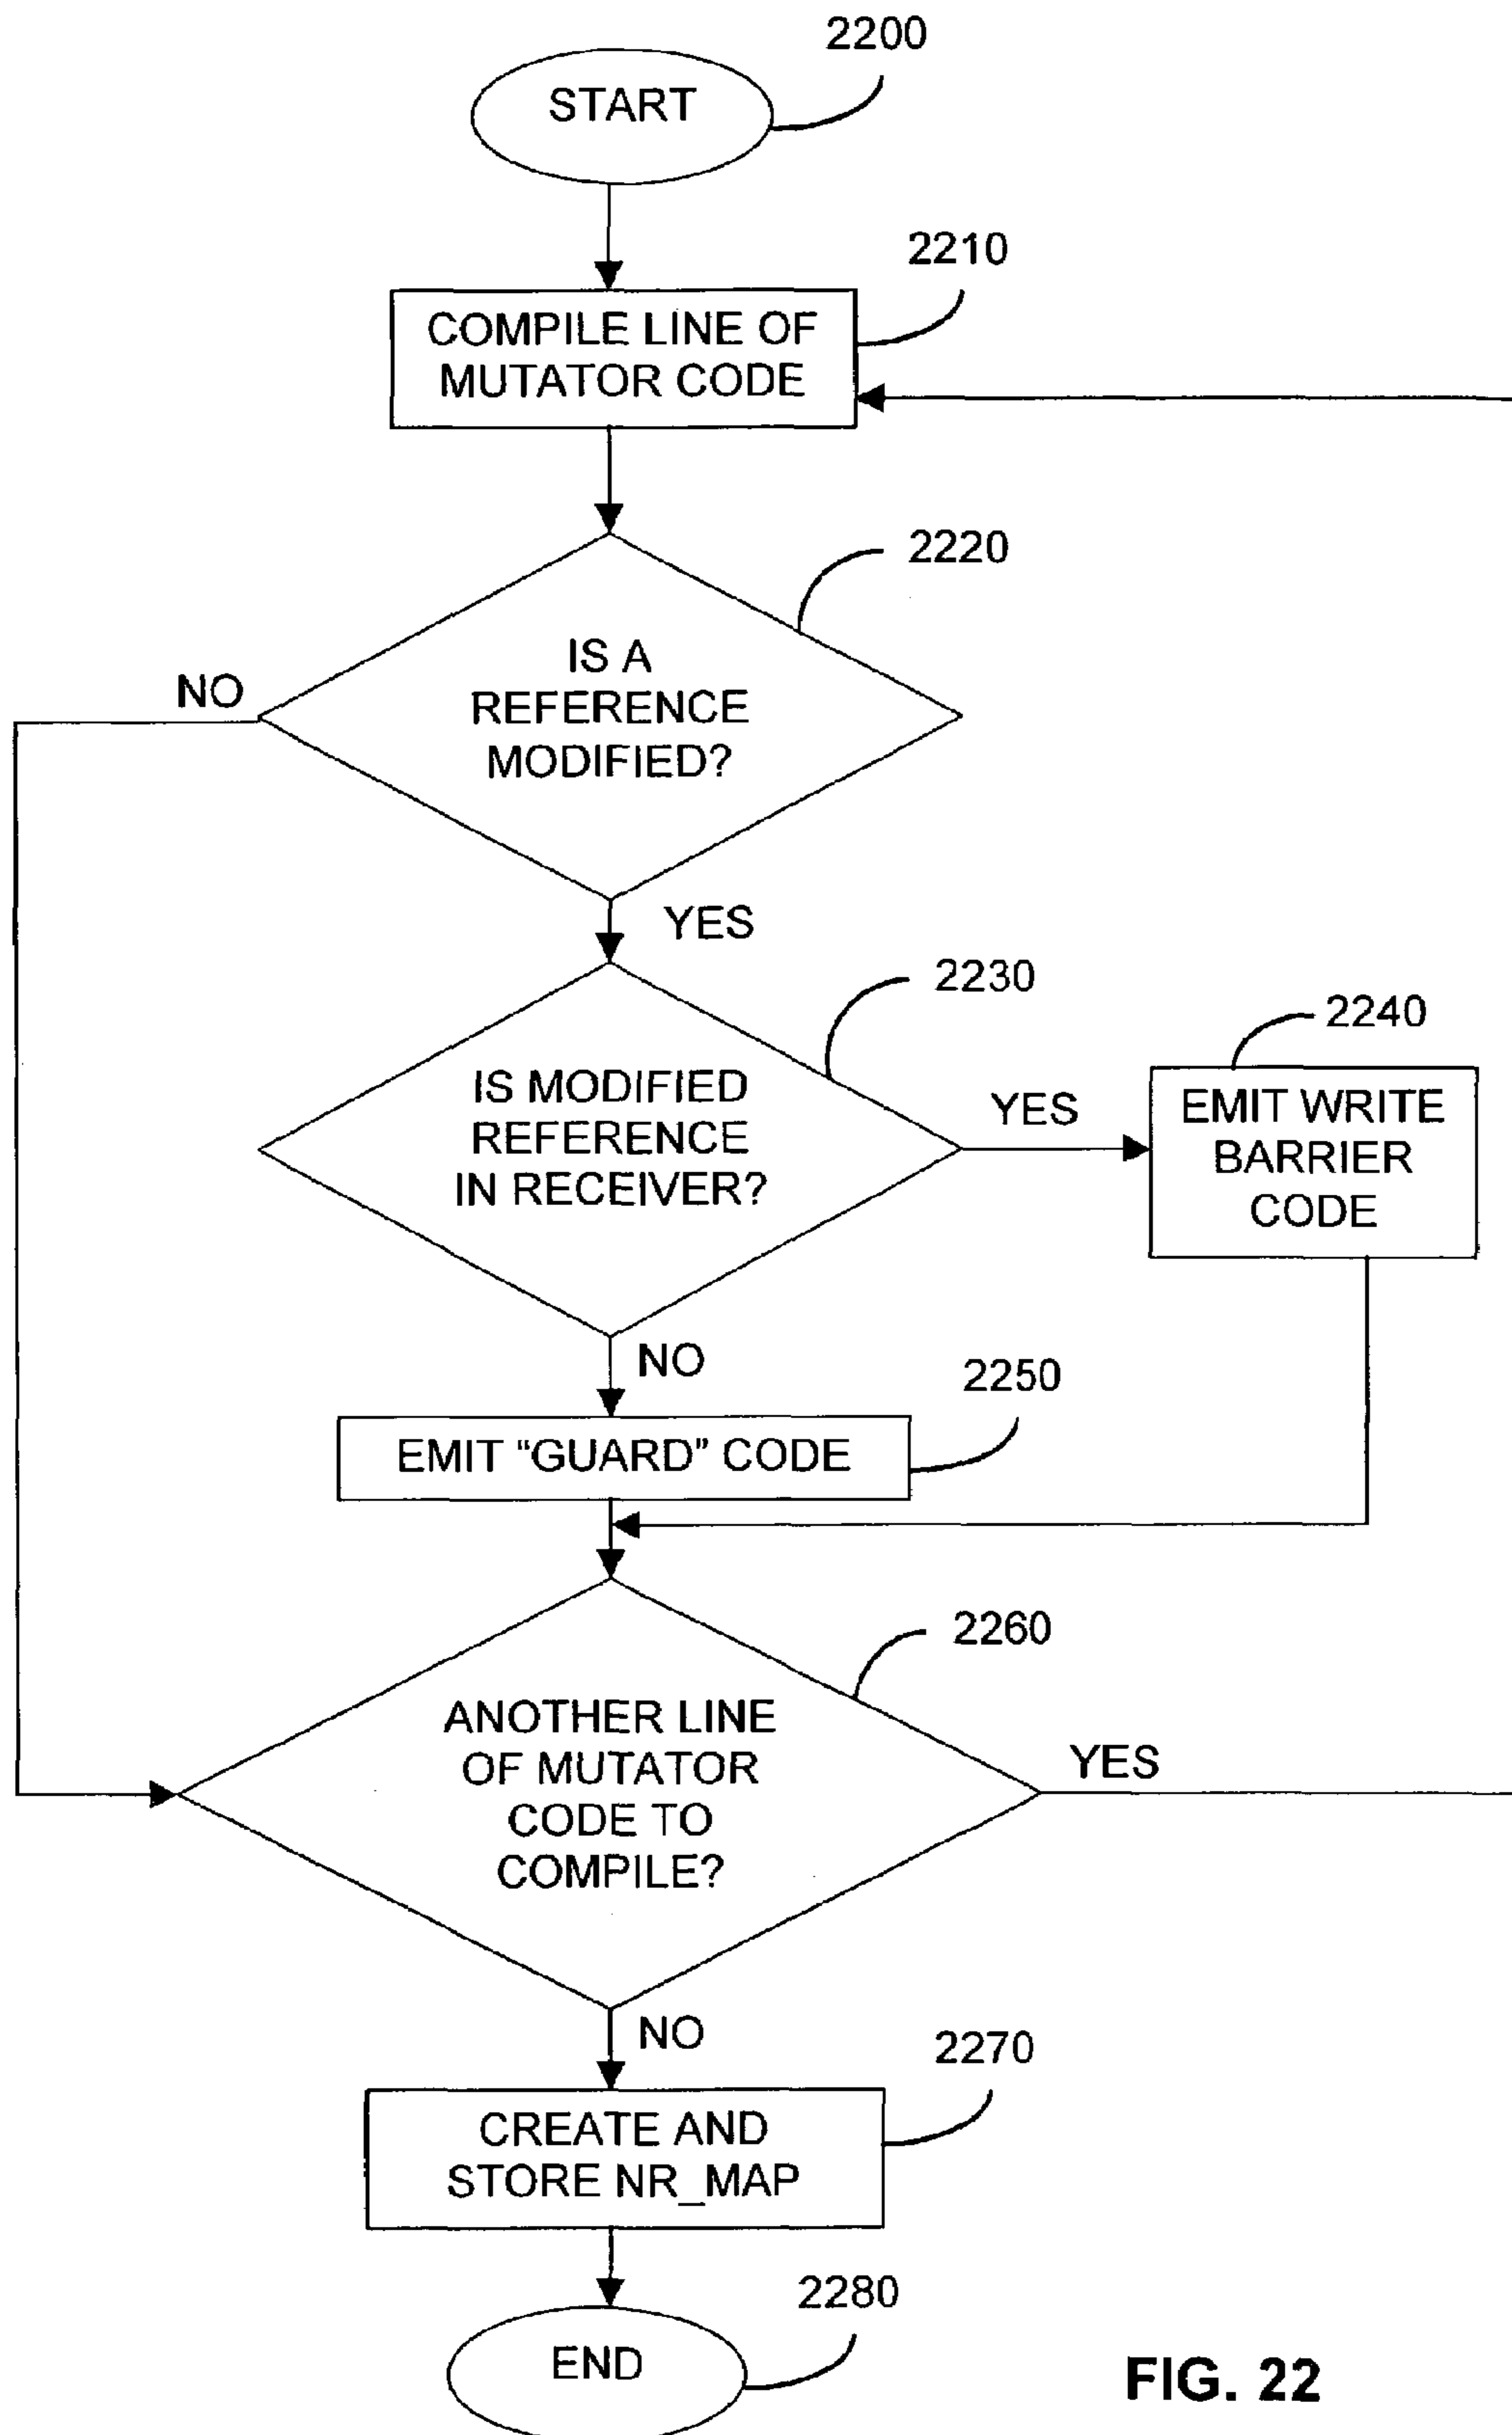 2200
START
2210
COMPILE LINE OF
MUTATOR CODE
2220
IS A
REFERENCE
MODIFIED?
NO
YES
2230
IS MODIFIED
REFERENCE
IN RECEIVER?
YES
2240
EMIT WRITE
BARRIER
CODE
NO
2250
EMIT “GUARD” CODE
2260
ANOTHER LINE
OF MUTATOR
CODE TO
COMPILE?
YES
NO
2270
CREATE AND
STORE NR_MAP
2280
END
FIG. 22